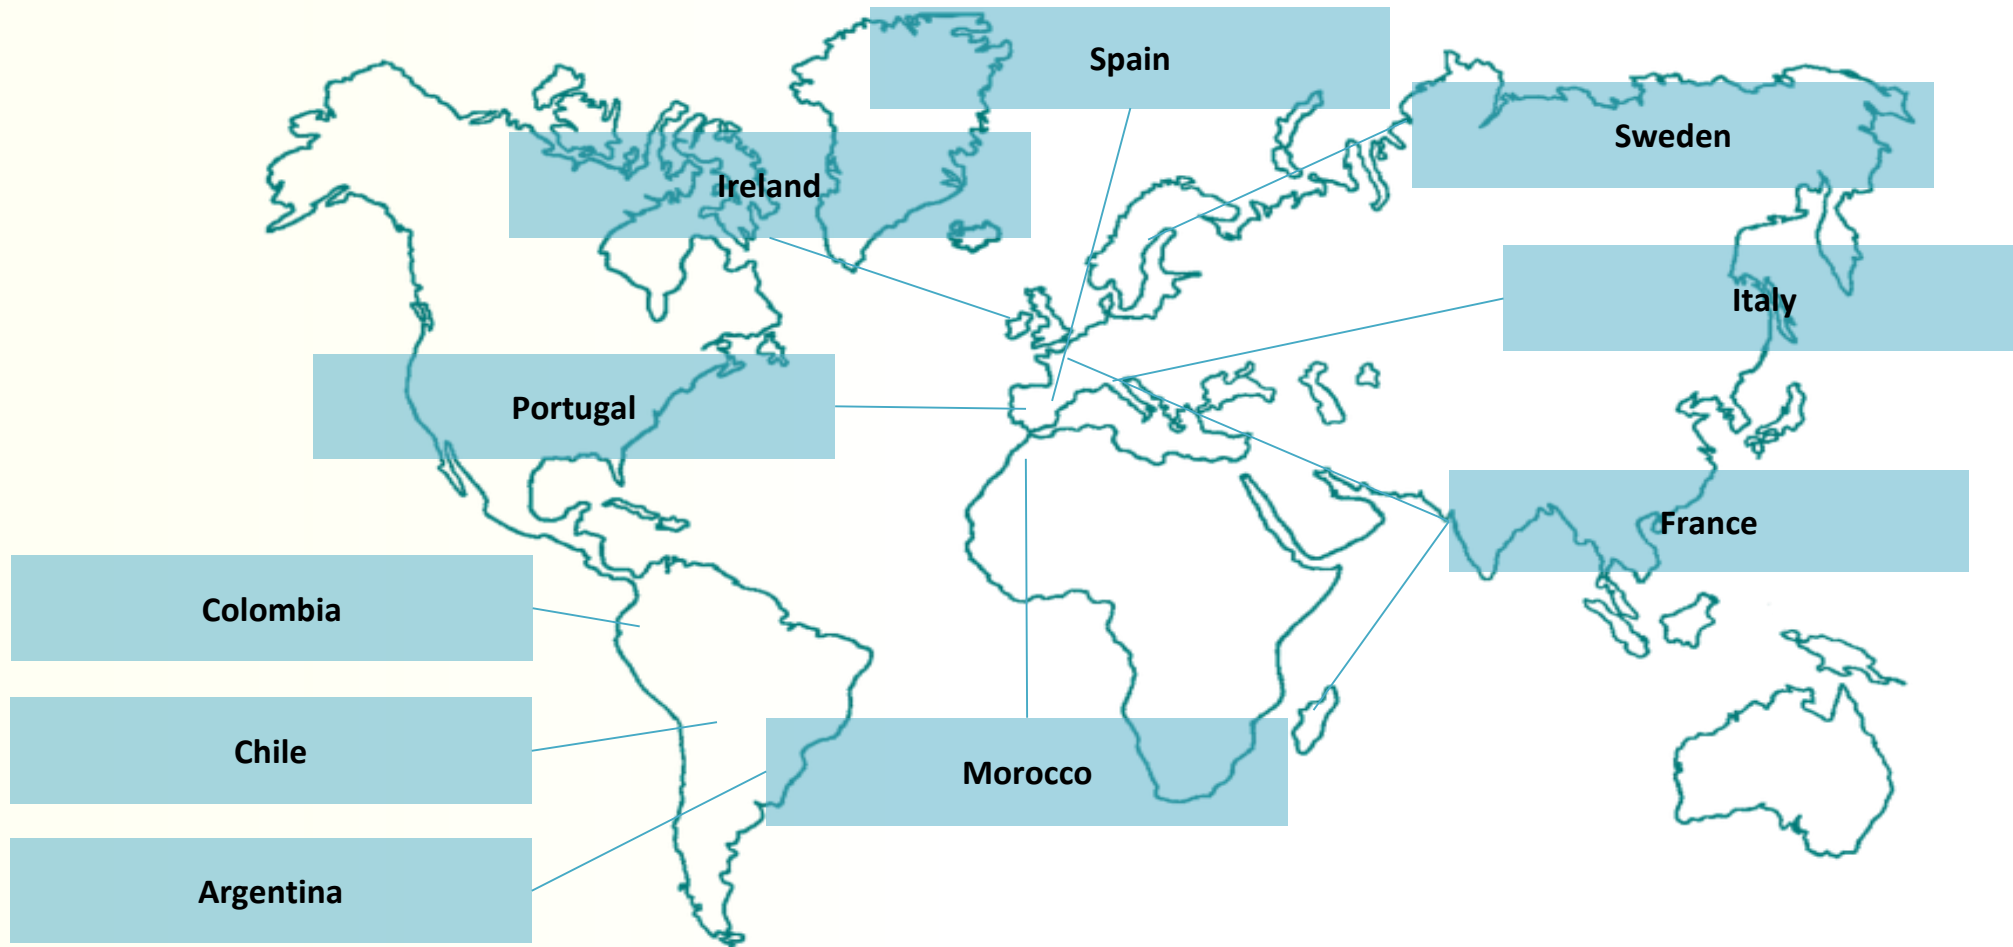 Spain
Sweden
Ireland
Italy
Portugal
France
Colombia
Chile
Morocco
Argentina